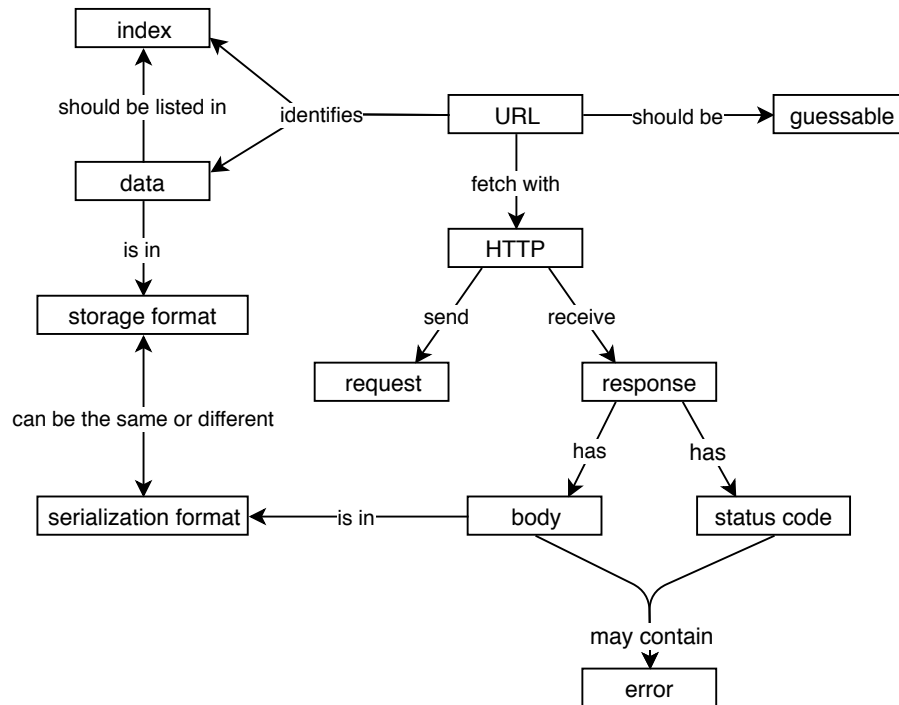 index
should be listed in
identifies
URL
should be
guessable
data
fetch with
is in
HTTP
storage format
send
receive
request
response
can be the same or different
has
has
serialization format
is in
body
status code
may contain
error